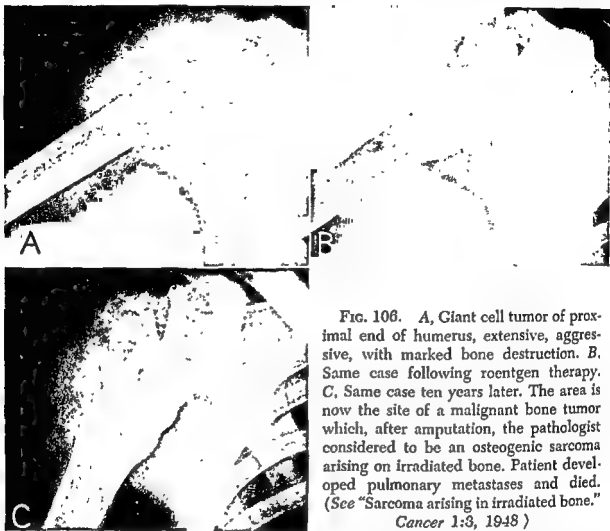 A
B
C
FIG. 106. A, Giant cell tumor of prox-
imal end of humerus, extensive, aggres-
sive, with marked bone destruction. B,
Same case following roentgen therapy.
C, Same case ten years later. The area is
now the site of a malignant bone tumor
which, after amputation, the pathologist
considered to be an osteogenic sarcoma
arising on irradiated bone. Patient devel-
oped pulmonary metastases and died.
(See "Sarcoma arising in irradiated bone."
Cancer 1:3, 1948 )